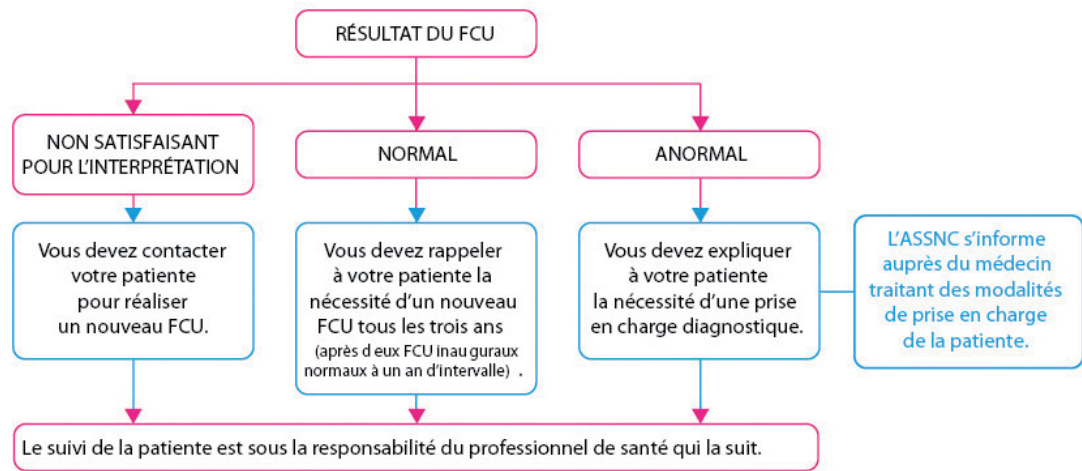 RÉSULTAT DU FCU
NON SATISFAISANT
POUR L'INTERPRÉTATION
NORMAL
ANORMAL
Vous devez contacter
votre patiente
pour réaliser
un nouveau FCU.
Vous devez rappeler
à votre patiente la
nécessité d'un nouveau
FCU tous les trois ans
(après d eux FCU inau guraux
normaux à un an d'intervalle) .
Vous devez expliquer
à votre patiente
la nécessité d'une prise
en charge diagnostique.
L'ASSNC s'informe
auprès du médecin
traitant des modalités
de prise en charge
de la patiente.
Le suivi de la patiente est sous la responsabilité du professionnel de santé qui la suit.